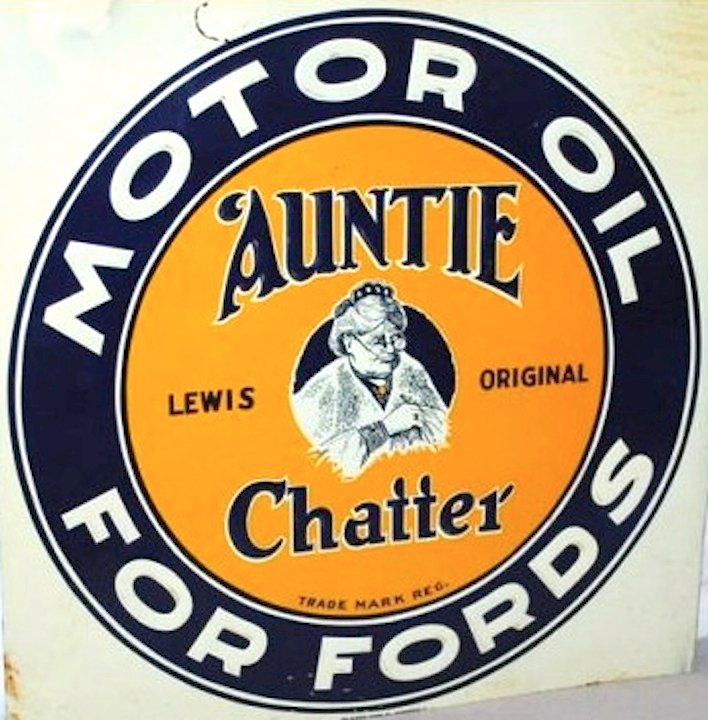 MOTOR OIL
AUNTIE
LEWIS
ORIGINAL
Chatter
TRADE MARK REG.
FOR FORDS